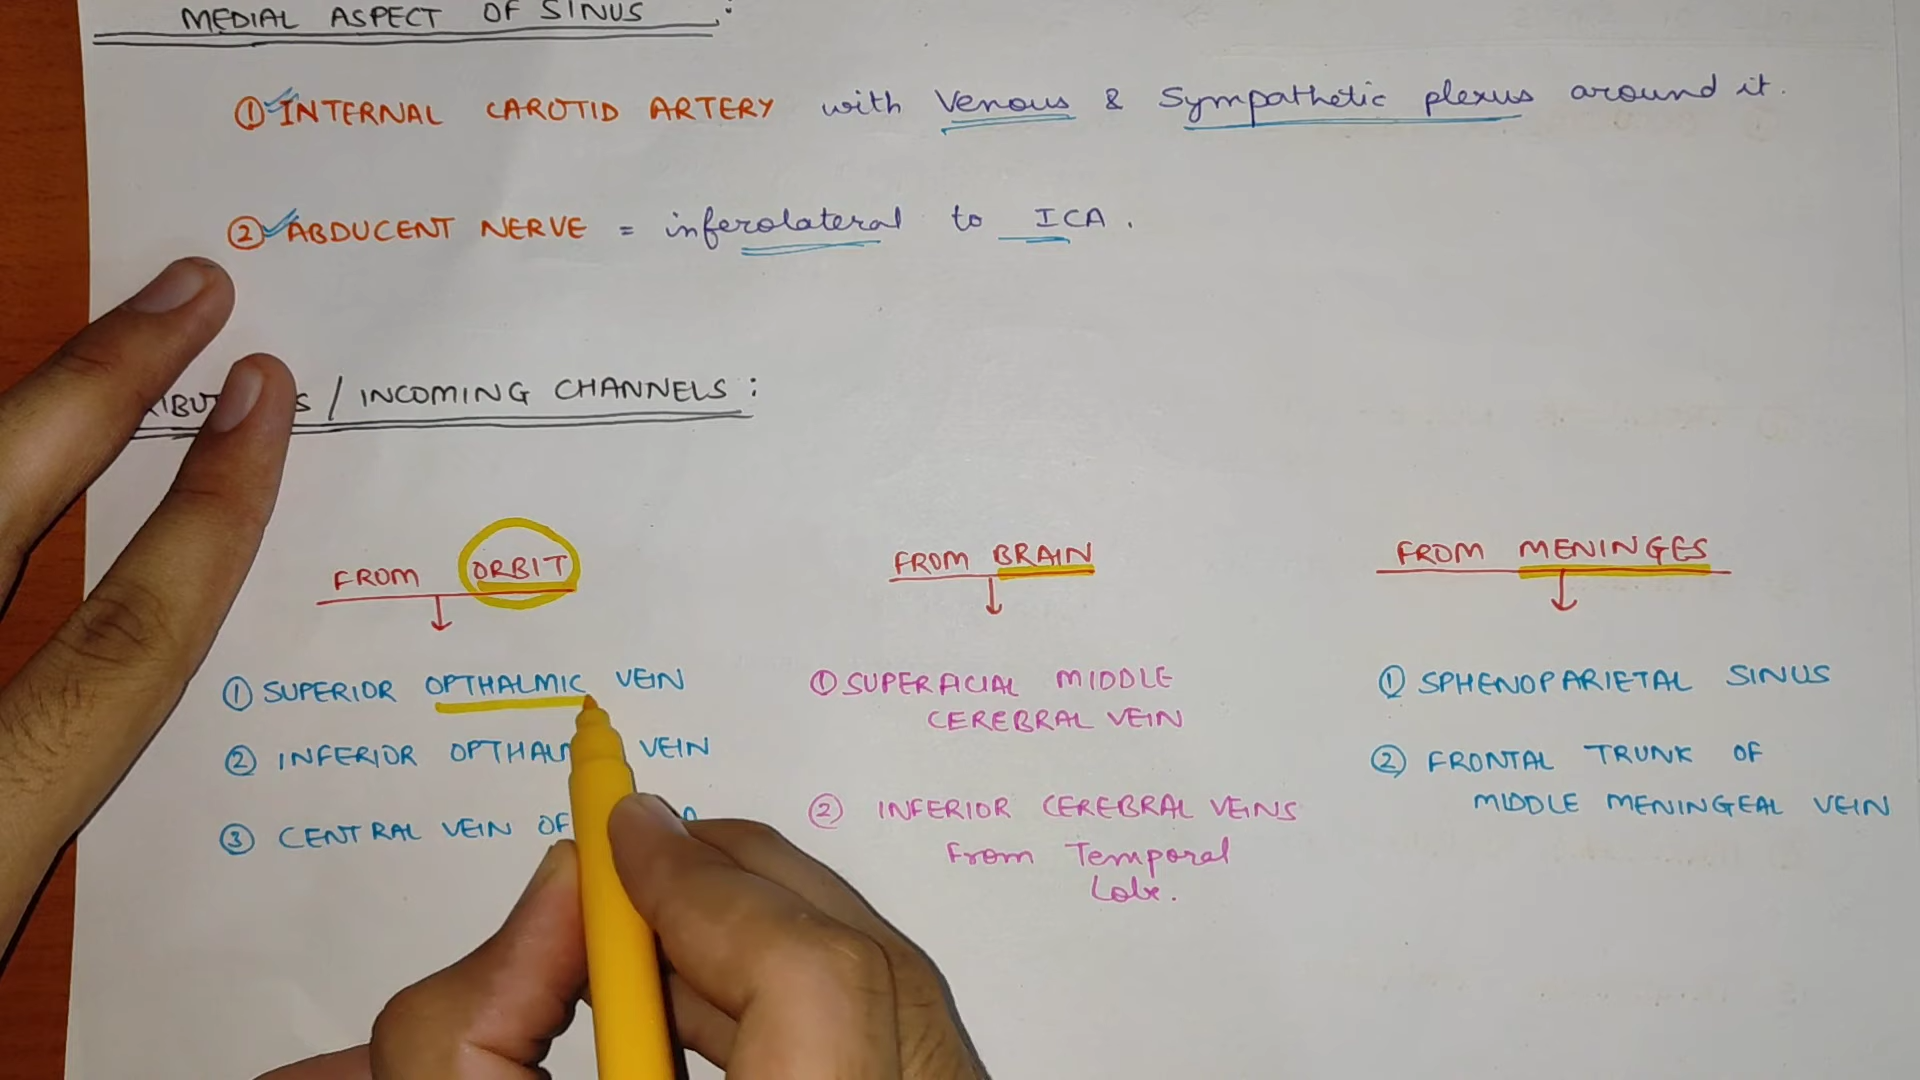 MEDIAL ASPECT OF SINUS :
① INTERNAL CAROTID ARTERY with Venous & Sympathetic plexus around it.
② ABDUCENT NERVE = inferolateral to ICA.
/ INCOMING CHANNELS :
FROM ORBIT
① SUPERIOR OPTHALMIC VEIN
② INFERIOR VEIN
③ CENTRAL VEIN OF
FROM BRAIN
① SUPERFICIAL MIDDLE
CEREBRAL VEIN
② INFERIOR CEREBRAL VEINS
From Temporal
Lobe.
FROM MENINGES
① SPHENOPARIETAL SINUS
② FRONTAL TRUNK OF
MIDDLE MENINGEAL VEIN